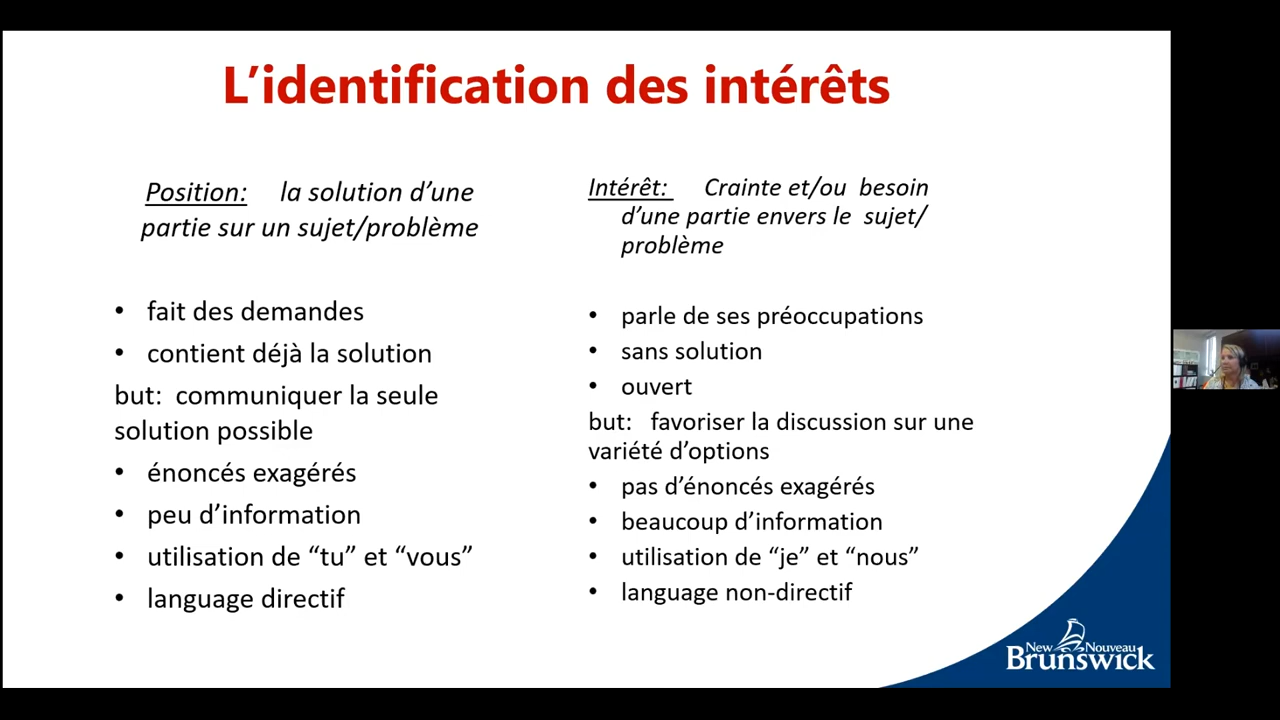 L’identification des intérêts
Position: la solution d’une
partie sur un sujet/problème
• fait des demandes
• contient déjà la solution
but: communiquer la seule
solution possible
• énoncés exagérés
• peu d’information
• utilisation de “tu” et “vous”
• language directif
Intérêt: Crainte et/ou besoin
d’une partie envers le sujet/
problème
• parle de ses préoccupations
• sans solution
• ouvert
but: favoriser la discussion sur une
variété d’options
• pas d’énoncés exagérés
• beaucoup d’information
• utilisation de “je” et “nous”
• language non-directif
New Nouveau
Brunswick